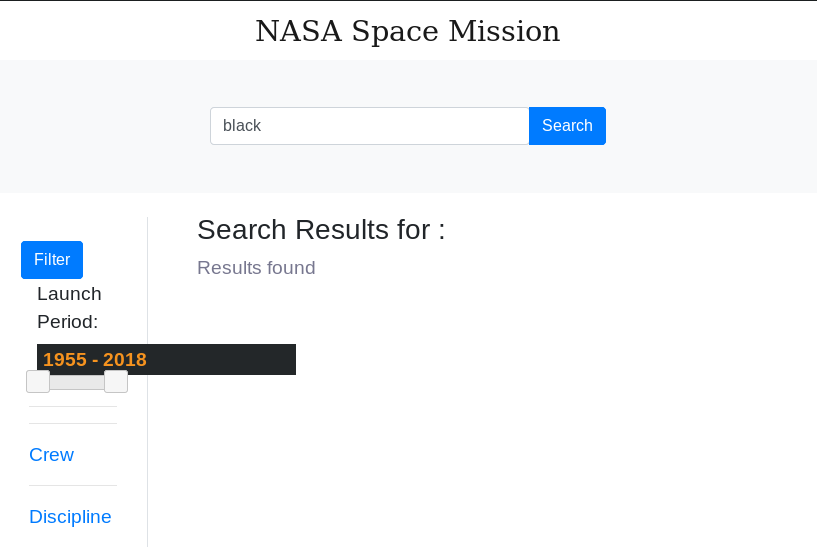 NASA Space Mission
black
Search
Search Results for :
Results found
Filter
Launch
Period:
1955 - 2018
Crew
Discipline